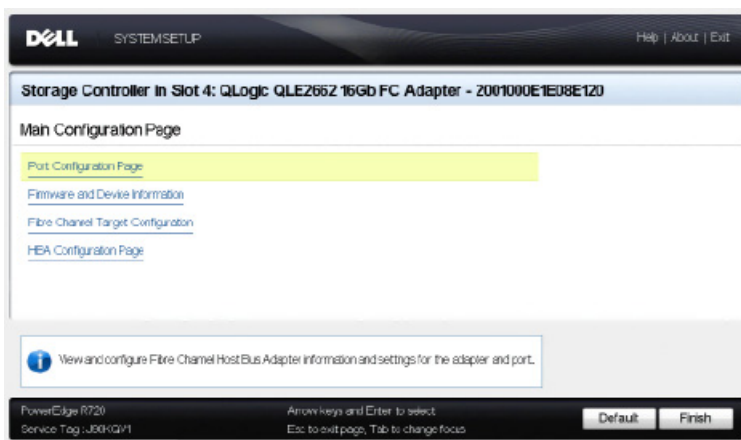 DELL SYSTEM SETUP Help | About | Exit
Storage Controller in Slot 4: QLogic QLE2662 16Gb FC Adapter - 2001000E1E08E120
Main Configuration Page
Port Configuration Page
Firmware and Device Information
Fibre Channel Target Configuration
HBA Configuration Page
View and configure Fibre Channel Host Bus Adapter information and settings for the adapter and port.
PowerEdge R720 Arrow keys and Enter to select Default Finish
Service Tag : Esc to exit page, Tab to change focus